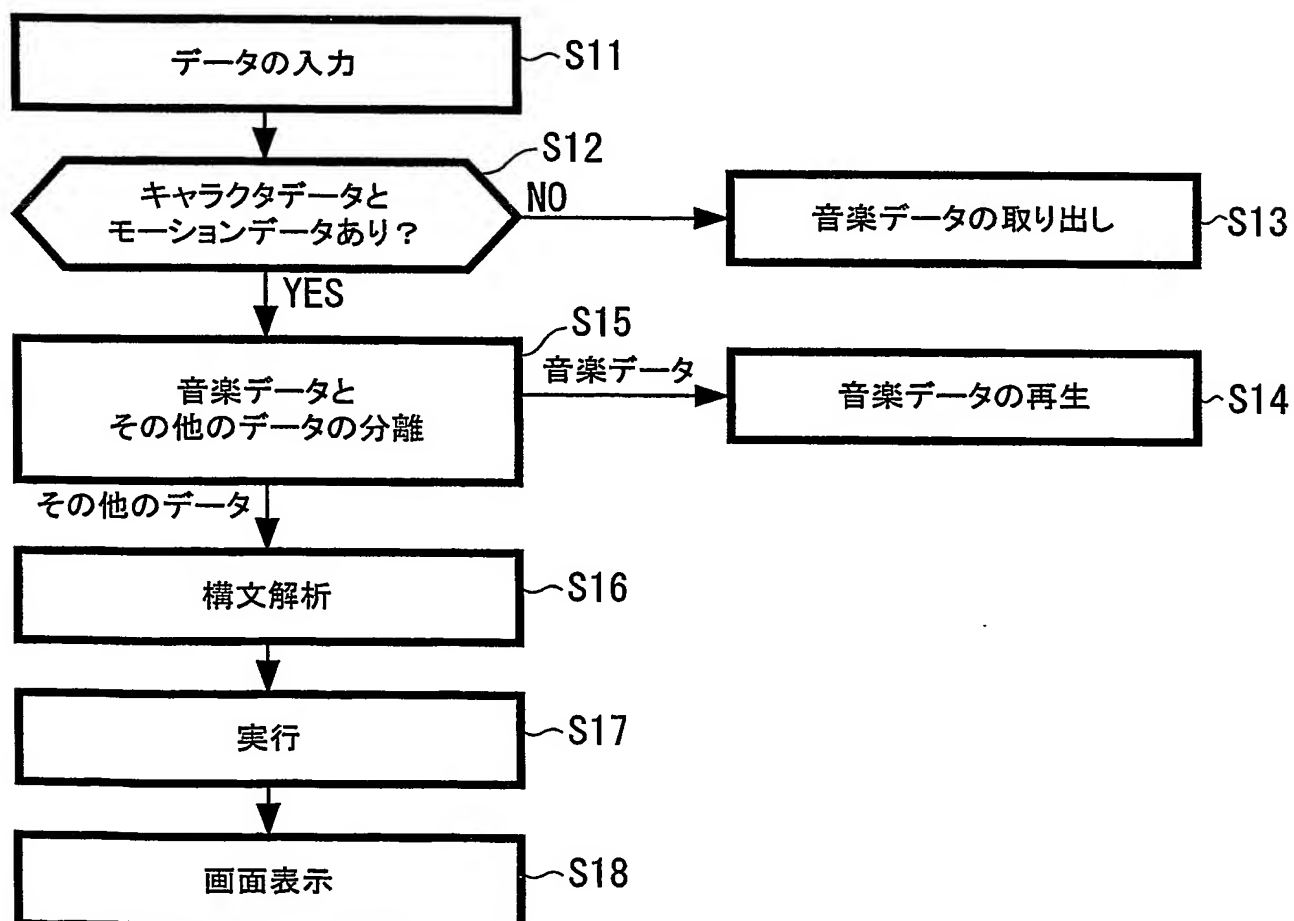 データの入力
S11
S12
キャラクタデータと
モーションデータあり?
NO
音楽データの取り出し
S13
YES
S15
音楽データと
その他のデータの分離
音楽データ
音楽データの再生
S14
その他のデータ
構文解析
S16
実行
S17
画面表示
S18